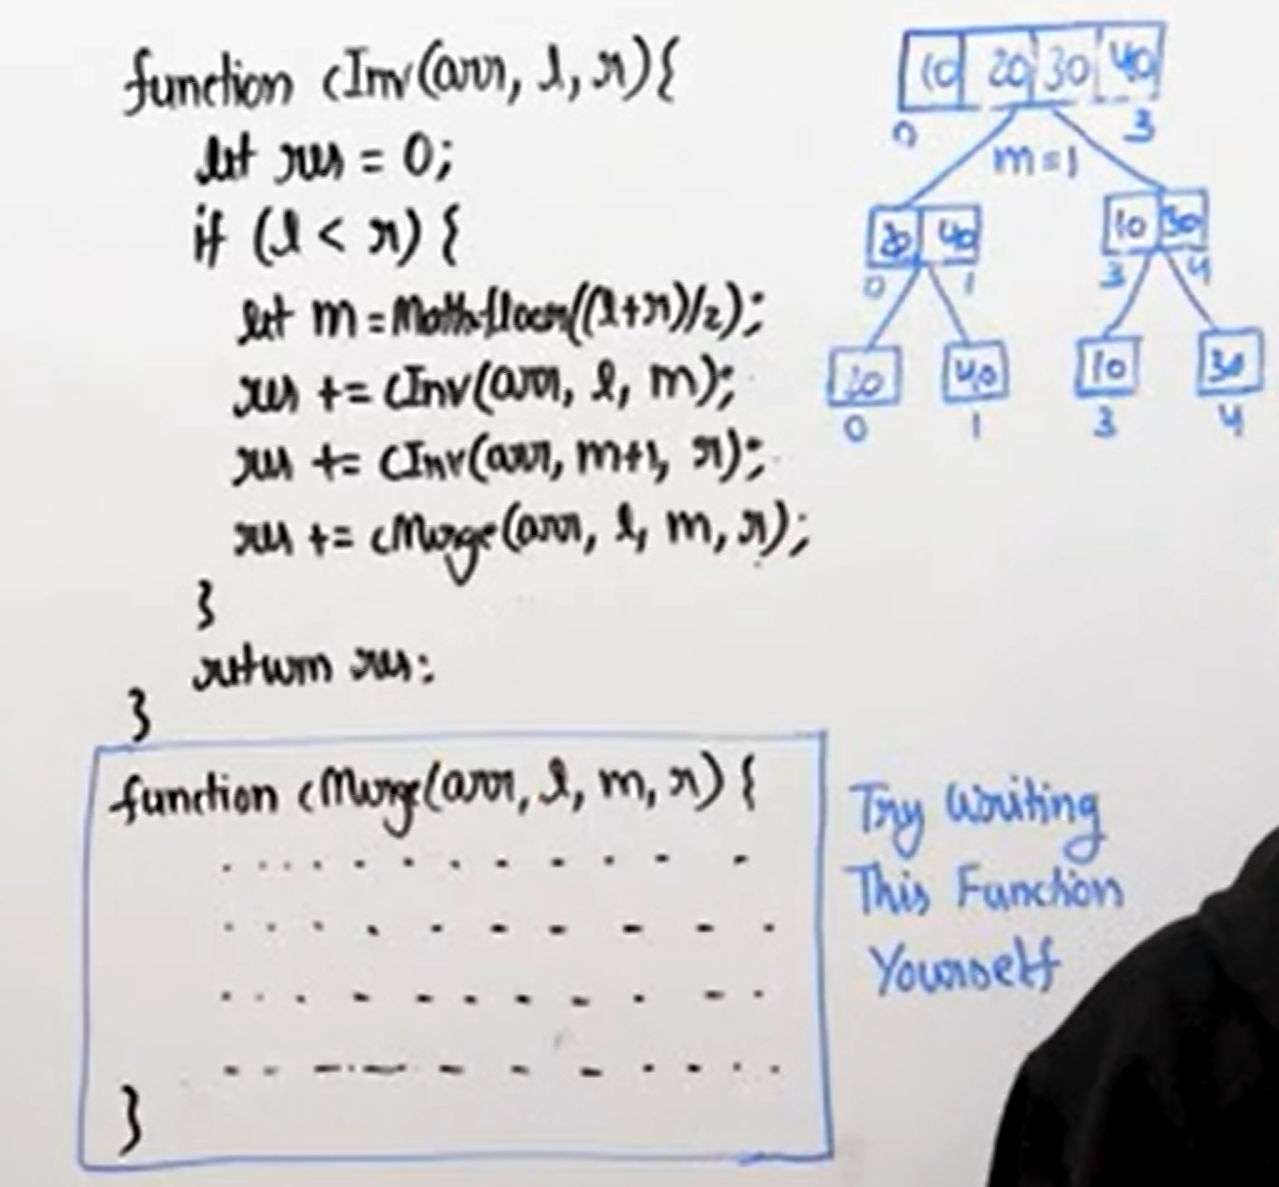 function cInv(arr, l, r){
let res = 0;
if (l < r) {
let m = Math.floor((l+r)/2);
res += cInv(arr, l, m);
res += cInv(arr, m+1, r);
res += cMerge(arr, l, m, r);
}
return res;
}
function cMerge(arr, l, m, r) {
}
10 20 30 40
0 3
m=1
20 40 10 30
0 1 3 4
40 10 30
0 1 3 4
Try Writing
This Function
Yourself